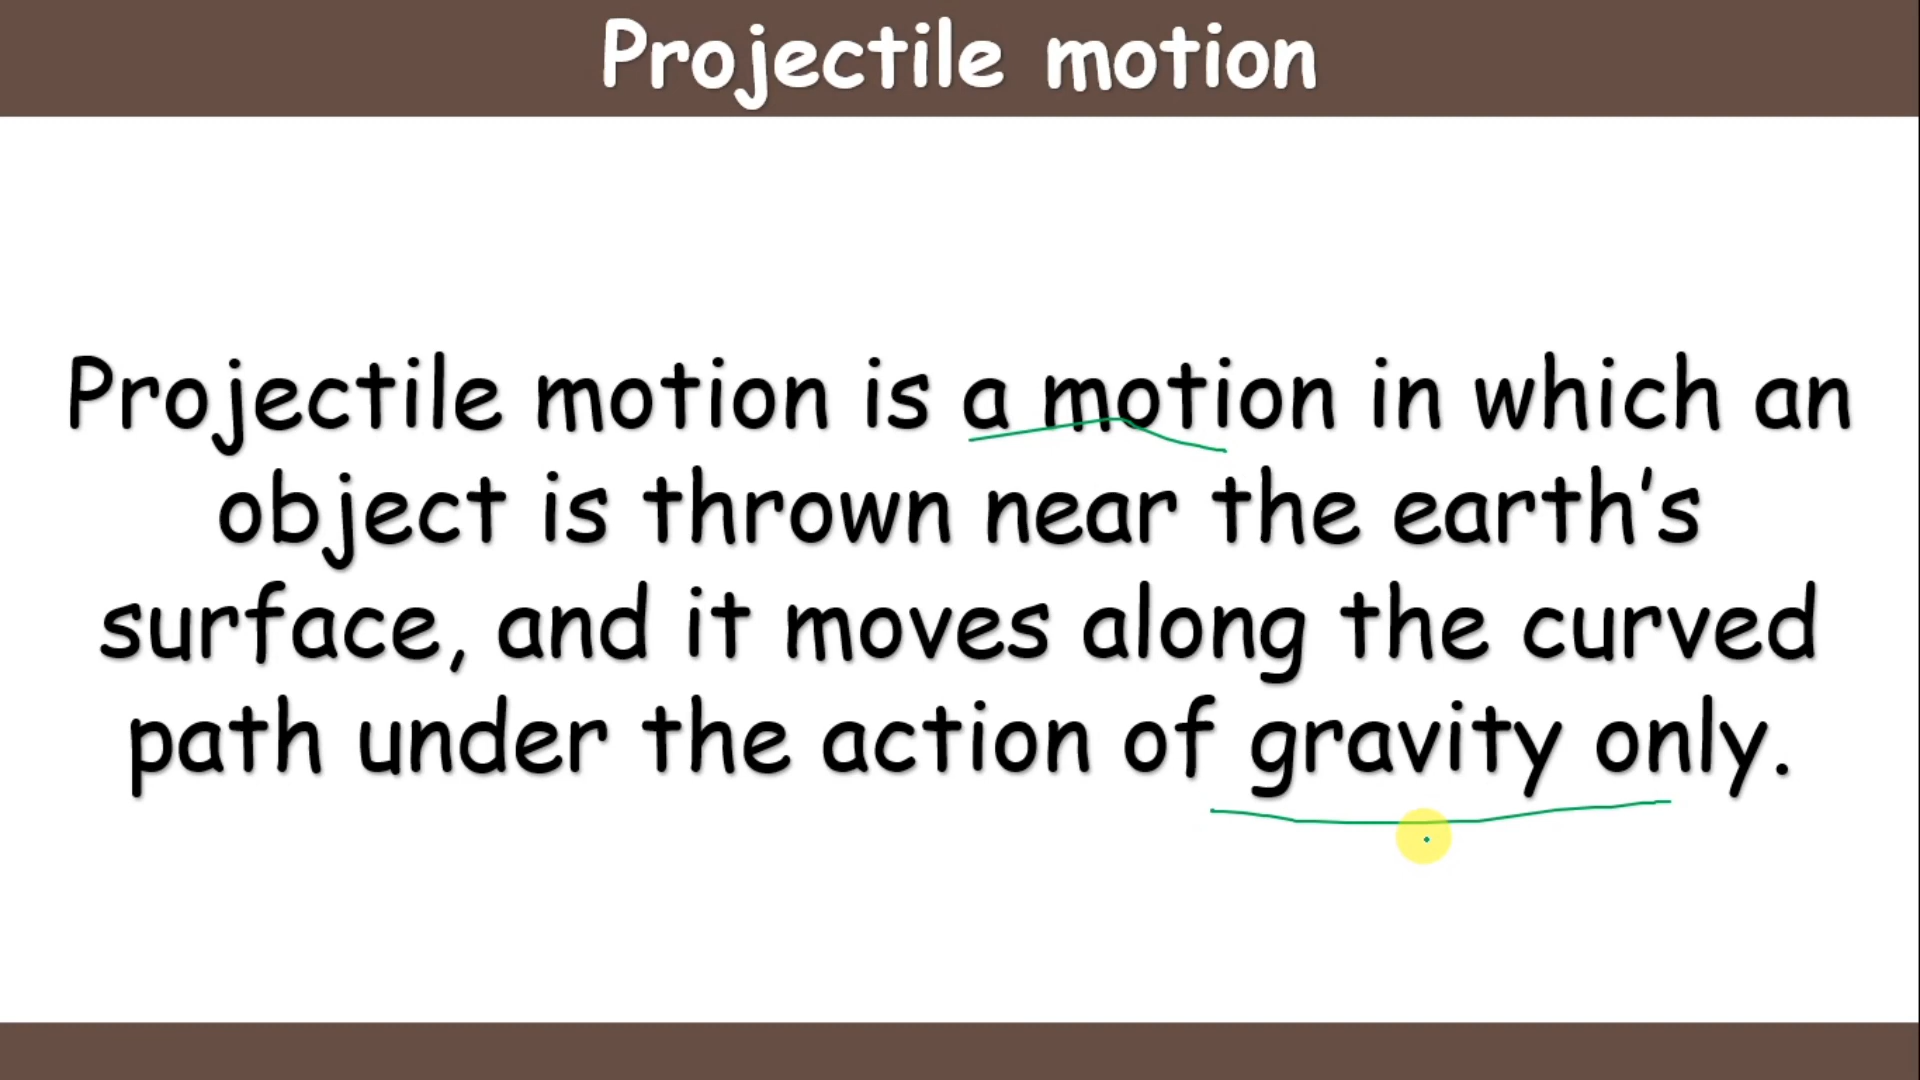 Projectile motion
Projectile motion is a motion in which an
object is thrown near the earth’s
surface, and it moves along the curved
path under the action of gravity only.